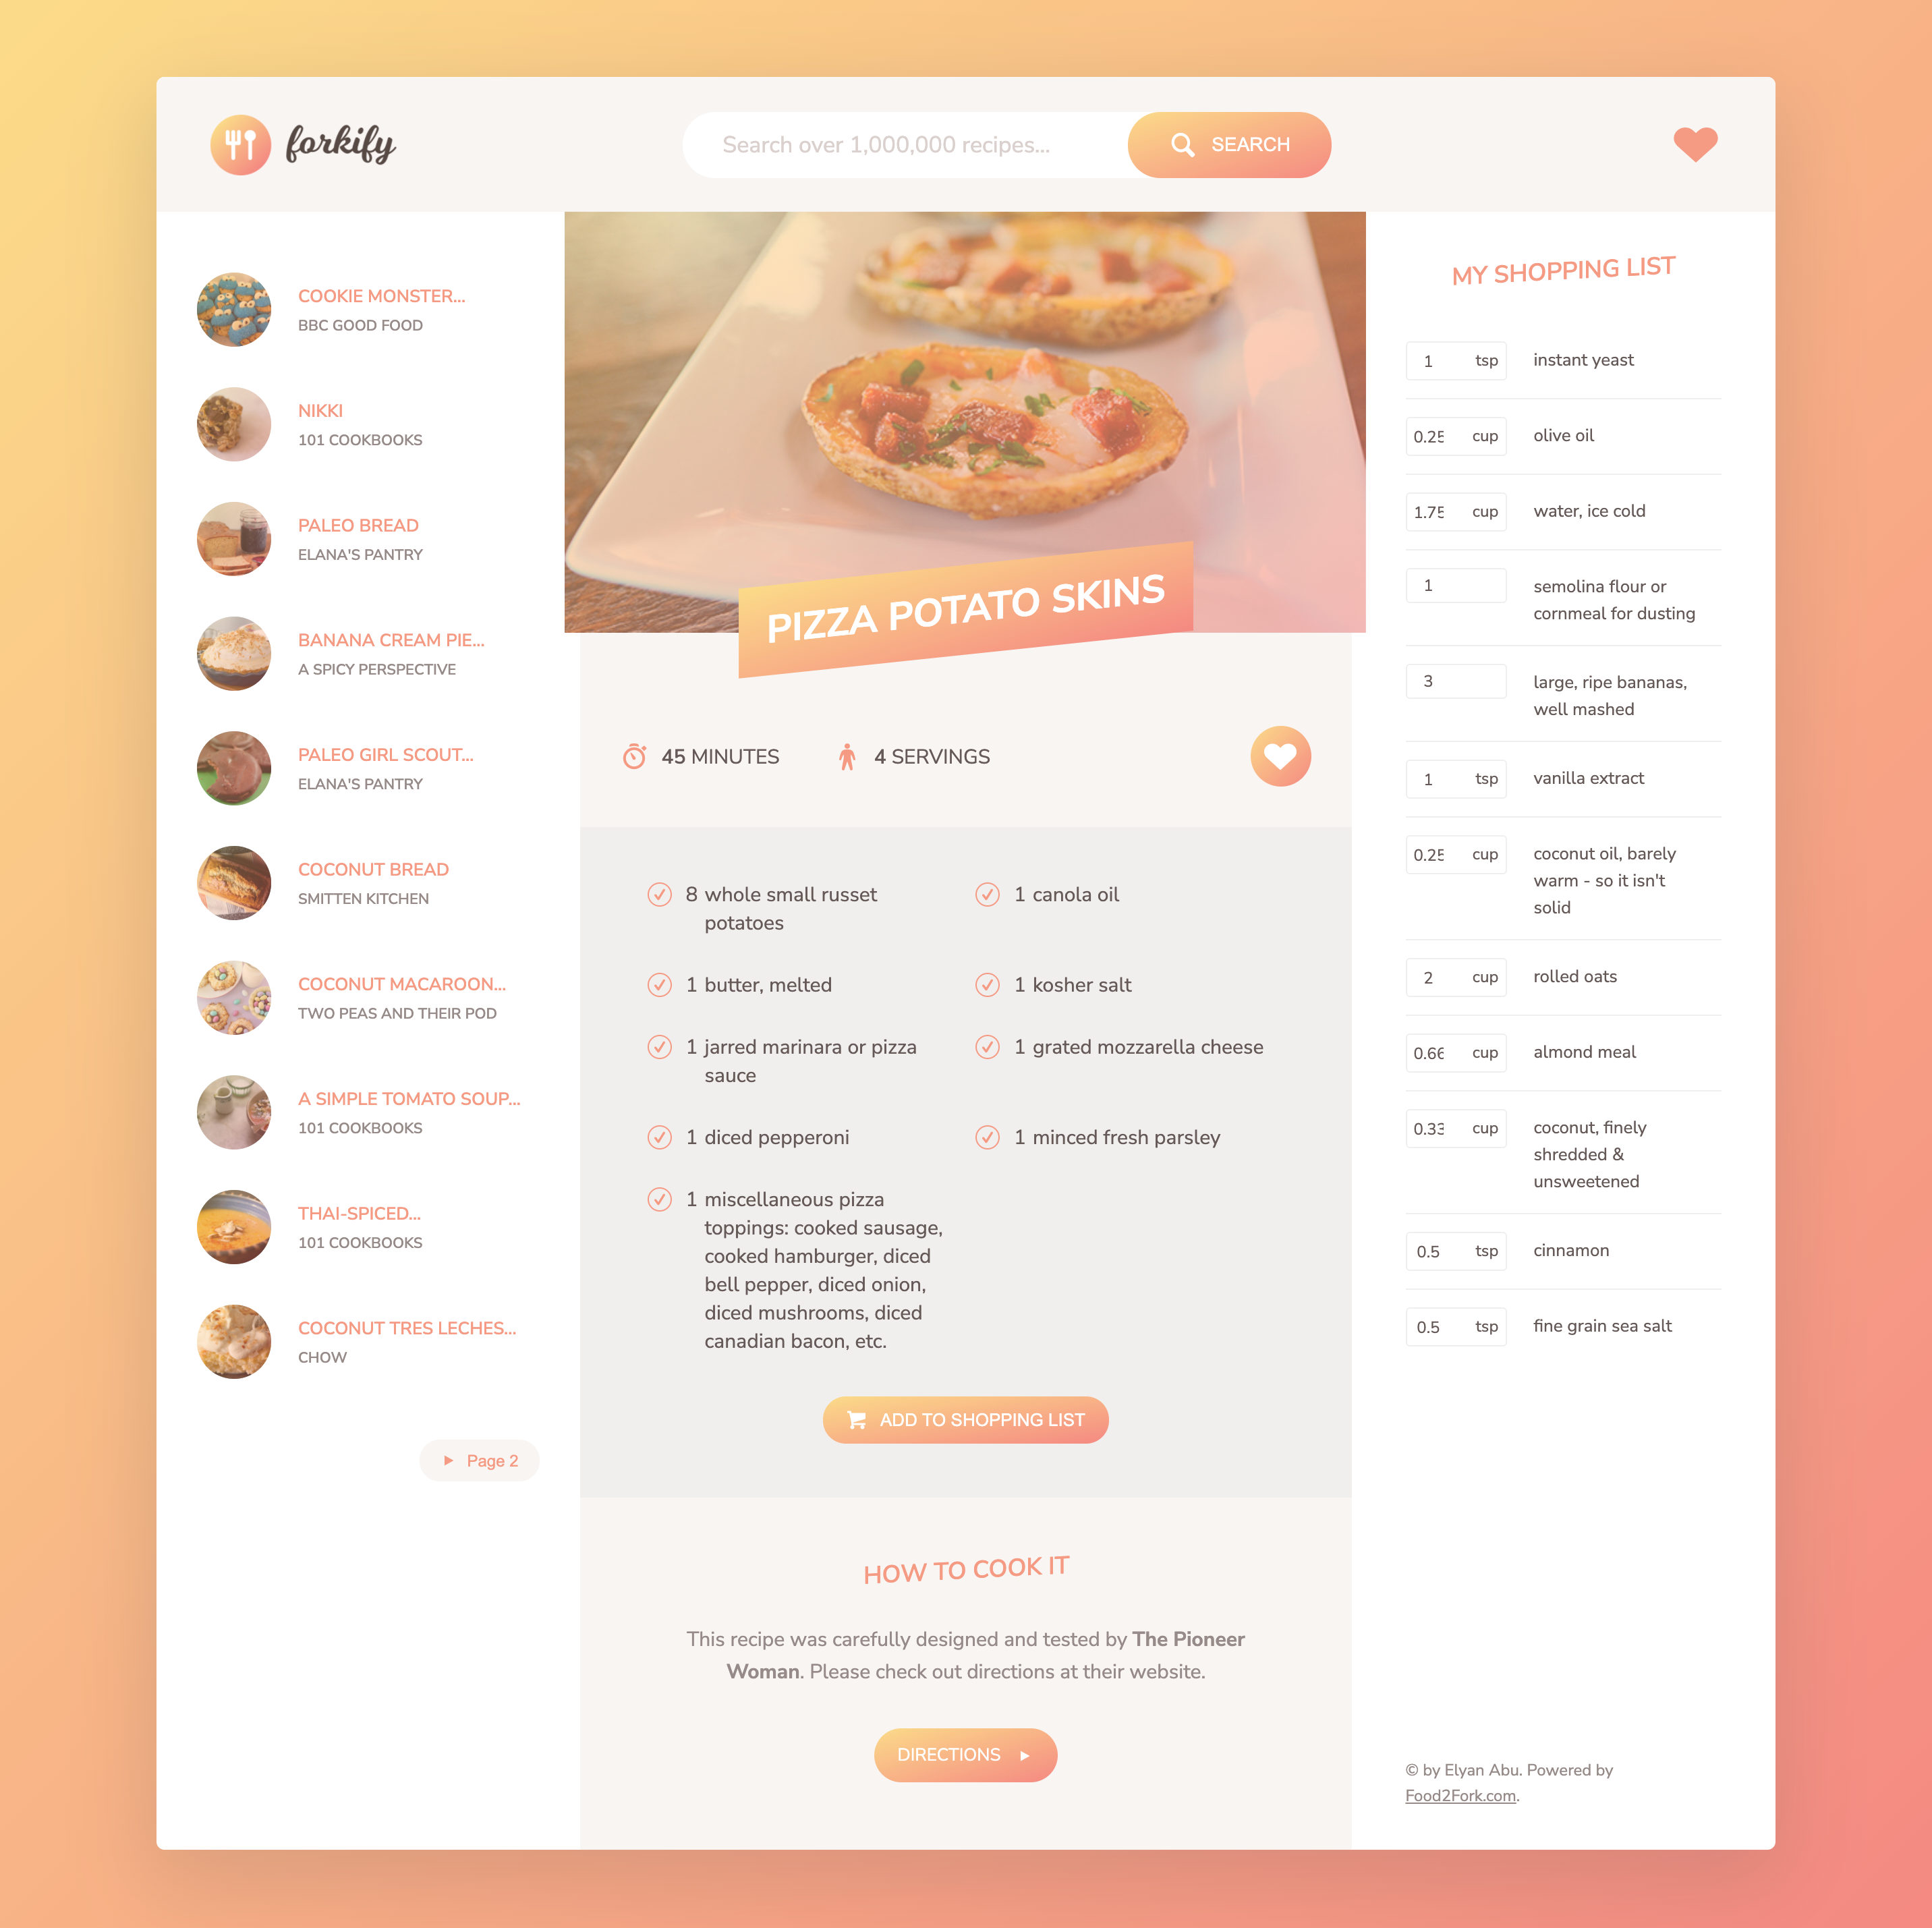 forkify
Search over 1,000,000 recipes...
SEARCH
COOKIE MONSTER...
BBC GOOD FOOD
NIKKI
101 COOKBOOKS
PALEO BREAD
ELANA'S PANTRY
BANANA CREAM PIE...
A SPICY PERSPECTIVE
PALEO GIRL SCOUT...
ELANA'S PANTRY
COCONUT BREAD
SMITTEN KITCHEN
COCONUT MACAROON...
TWO PEAS AND THEIR POD
A SIMPLE TOMATO SOUP...
101 COOKBOOKS
THAI-SPICED...
101 COOKBOOKS
COCONUT TRES LECHES...
CHOW
Page 2
PIZZA POTATO SKINS
45 MINUTES
4 SERVINGS
8 whole small russet
potatoes
1 canola oil
1 butter, melted
1 kosher salt
1 jarred marinara or pizza
sauce
1 grated mozzarella cheese
1 diced pepperoni
1 minced fresh parsley
1 miscellaneous pizza
toppings: cooked sausage,
cooked hamburger, diced
bell pepper, diced onion,
diced mushrooms, diced
canadian bacon, etc.
ADD TO SHOPPING LIST
HOW TO COOK IT
This recipe was carefully designed and tested by The Pioneer
Woman. Please check out directions at their website.
DIRECTIONS
MY SHOPPING LIST
1 tsp instant yeast
0.25 cup olive oil
1.75 cup water, ice cold
1 semolina flour or
cornmeal for dusting
3 large, ripe bananas,
well mashed
1 tsp vanilla extract
0.25 cup coconut oil, barely
warm - so it isn't
solid
2 cup rolled oats
0.66 cup almond meal
0.33 cup coconut, finely
shredded &
unsweetened
0.5 tsp cinnamon
0.5 tsp fine grain sea salt
© by Elyan Abu. Powered by
Food2Fork.com.